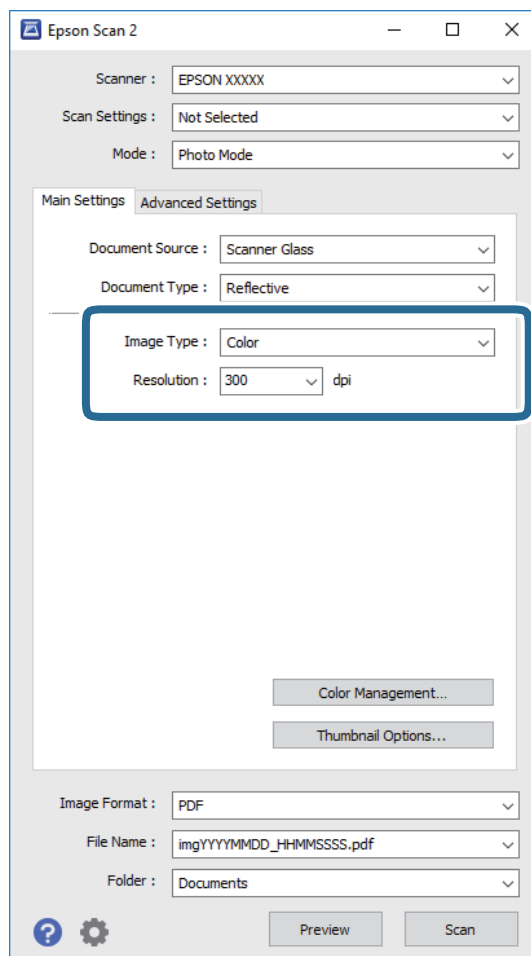 Epson Scan 2
Scanner : EPSON XXXXX
Scan Settings : Not Selected
Mode : Photo Mode
Main Settings Advanced Settings
Document Source : Scanner Glass
Document Type : Reflective
Image Type : Color
Resolution : 300 dpi
Color Management...
Thumbnail Options...
Image Format : PDF
File Name : imgYYYYMMDD_HHMMSSSS.pdf
Folder : Documents
? Preview Scan